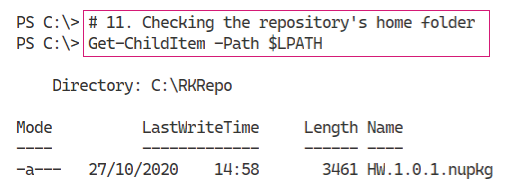 PS C:\> # 11. Checking the repository's home folder
PS C:\> Get-ChildItem -Path $LPATH
Directory: C:\RKRepo
Mode LastWriteTime Length Name
---- ------------- ------ ----
-a--- 27/10/2020 14:58 3461 HW.1.0.1.nupkg